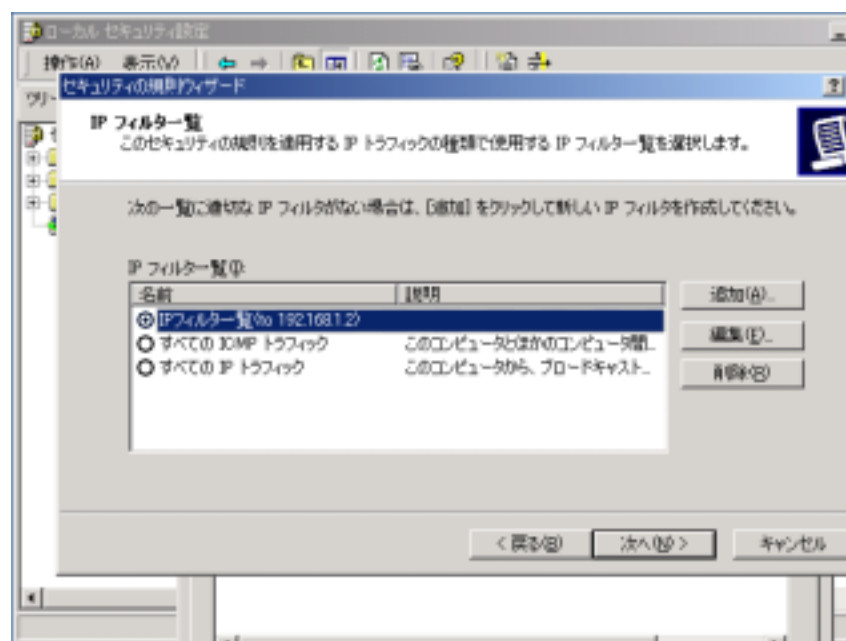 ローカル セキュリティ設定
操作(A) 表示(V)
ツリー
セキュリティの規則ウィザード
IP フィルタ一覧
このセキュリティの規則を適用する IP トラフィックの種類で使用する IP フィルタ一覧を選択します。
次の一覧に適切な IP フィルタがない場合は、[追加] をクリックして新しい IP フィルタを作成してください。
IP フィルタ一覧(I):
名前 説明
IPフィルタ一覧(to 192.168.1.2)
すべての ICMP トラフィック このコンピュータとほかのコンピュータ間...
すべての IP トラフィック このコンピュータから、ブロードキャスト...
追加(A)...
編集(E)...
削除(R)
< 戻る(B) 次へ(N) > キャンセル